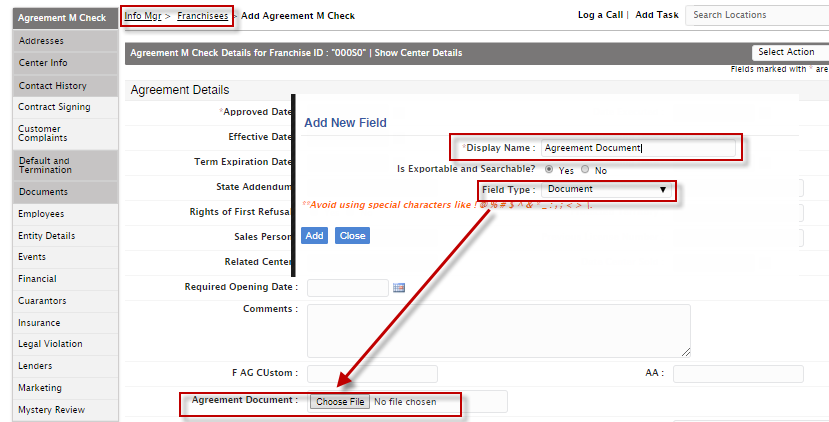 Agreement M Check
Info Mgr > Franchisees > Add Agreement M Check
Log a Call | Add Task
Search Locations
Addresses
Center Info
Contact History
Contract Signing
Customer
Complaints
Default and
Termination
Documents
Employees
Entity Details
Events
Financial
Guarantors
Insurance
Legal Violation
Lenders
Marketing
Mystery Review
Agreement M Check Details for Franchise ID : "000S0" | Show Center Details
Select Action
Fields marked with * are
Agreement Details
*Approved Date
Effective Date
Term Expiration Date
State Addendum
Rights of First Refusal
Sales Person
Related Center
Required Opening Date :
Comments :
F AG CUstom :
AA :
Agreement Document :
Choose File No file chosen
Add New Field
*Display Name : Agreement Document
Is Exportable and Searchable? Yes No
Field Type : Document
**Avoid using special characters like ! @ % # $ ^ & * _ : , ; < > |.
Add Close